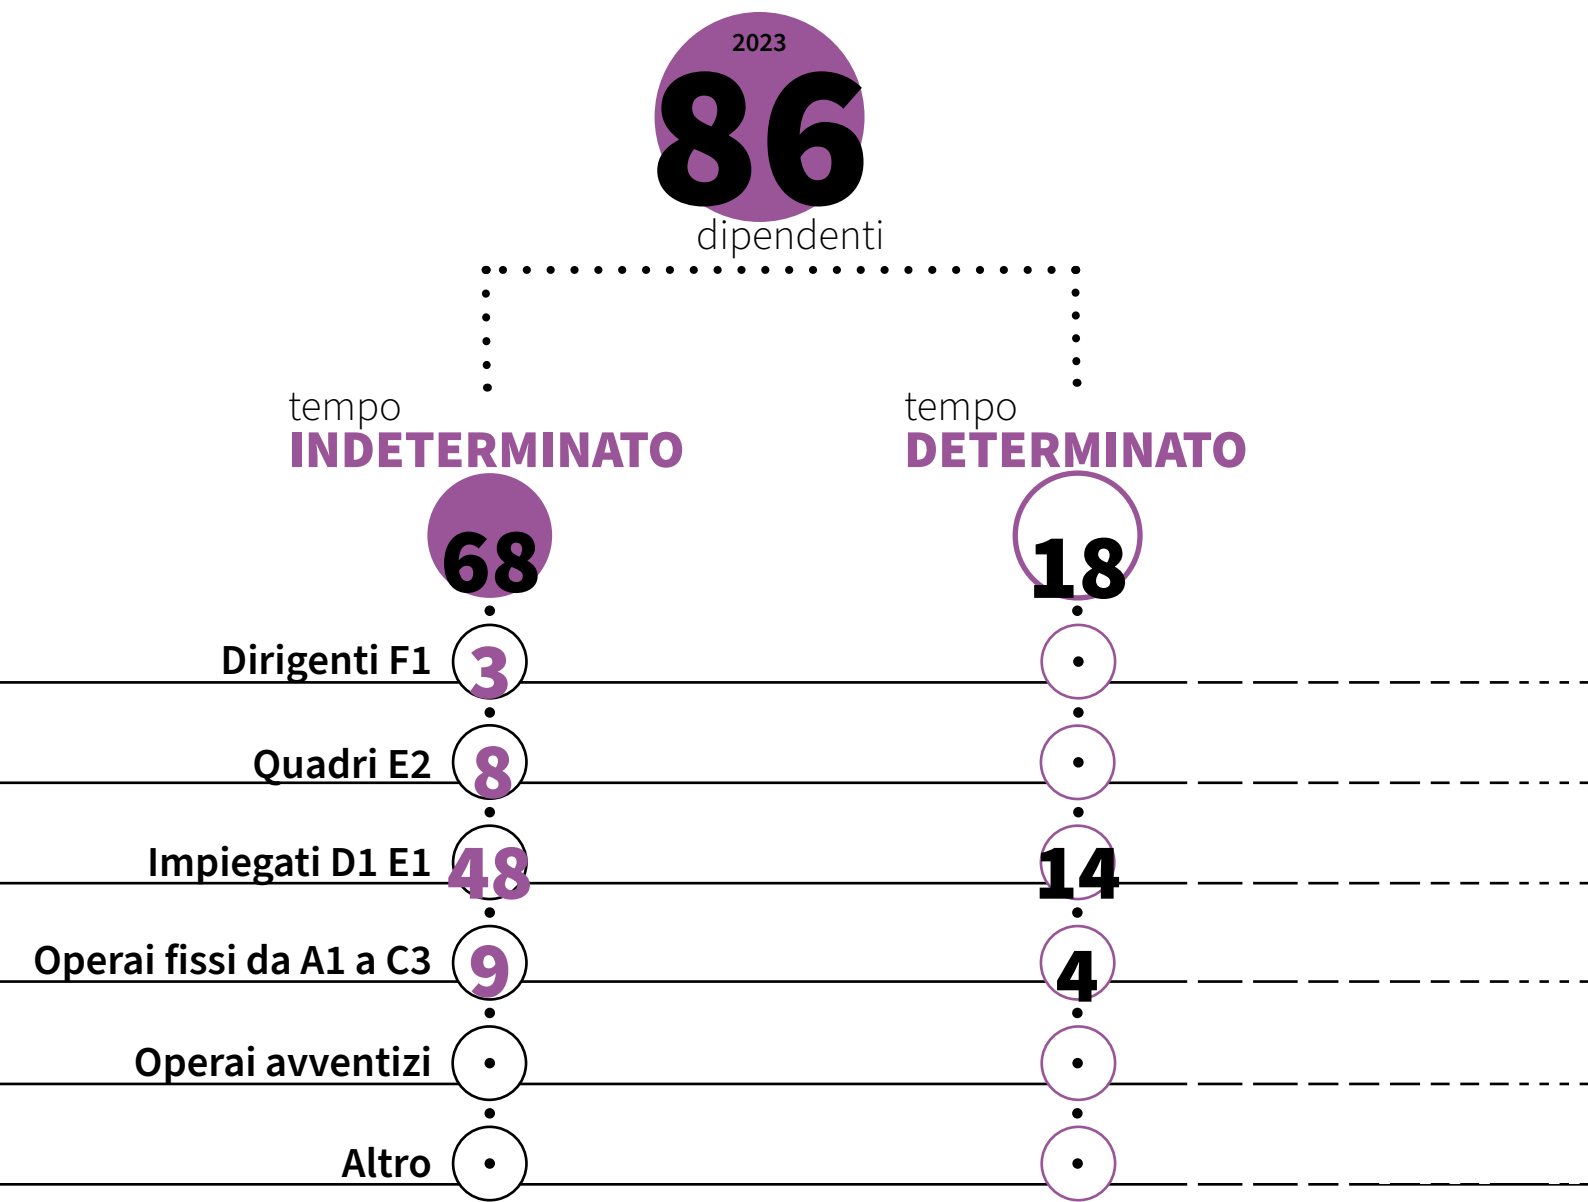 2023
86
dipendenti
tempo
INDETERMINATO
68
tempo
DETERMINATO
18
Dirigenti F1 3
Quadri E2 8
Impiegati D1 E1 48 14
Operai fissi da A1 a C3 9 4
Operai avventizi
Altro